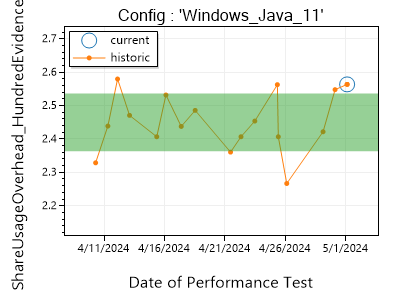 Config : 'Windows_Java_11'
ShareUsageOverhead_HundredEvidence
2.7
2.6
2.5
2.4
2.3
2.2
current
historic
4/11/2024
4/16/2024
4/21/2024
4/26/2024
5/1/2024
Date of Performance Test